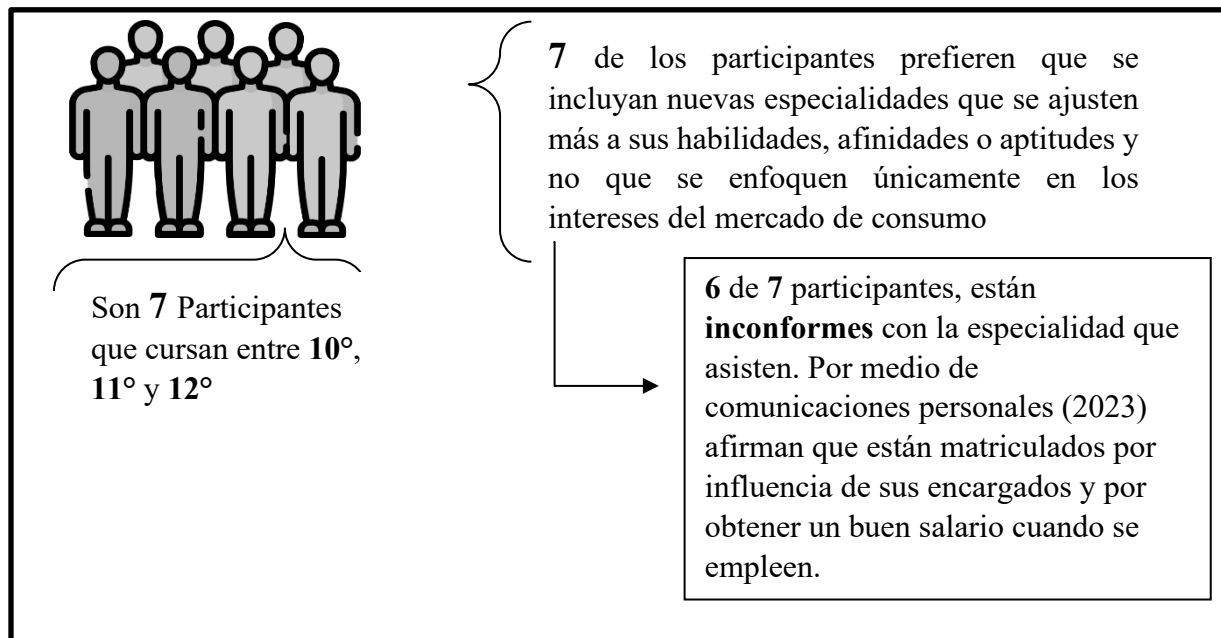 7 de los participantes prefieren que se
incluyan nuevas especialidades que se ajusten
más a sus habilidades, afinidades o aptitudes y
no que se enfoquen únicamente en los
intereses del mercado de consumo
Son 7 Participantes
que cursan entre 10°,
11° y 12°
6 de 7 participantes, están
inconformes con la especialidad que
asisten. Por medio de
comunicaciones personales (2023)
afirman que están matriculados por
influencia de sus encargados y por
obtener un buen salario cuando se
empleen.